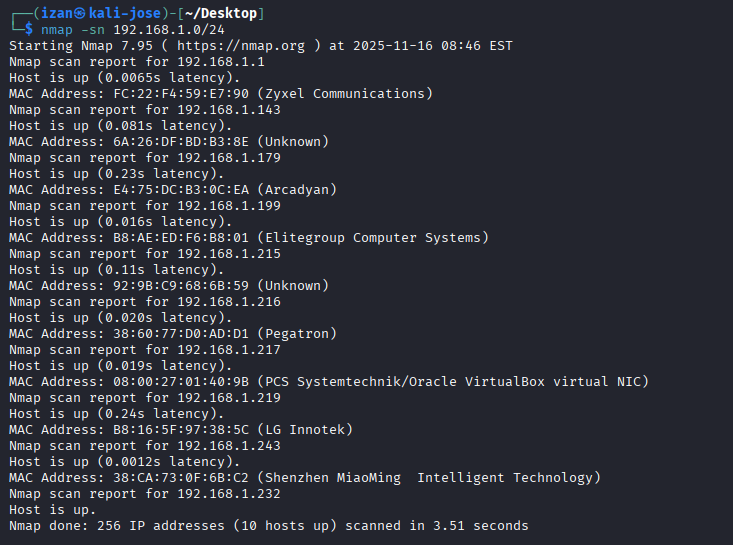 ┌──(izan㉿kali-jose)-[~/Desktop]
└─$ nmap -sn 192.168.1.0/24
Starting Nmap 7.95 ( https://nmap.org ) at 2025-11-16 08:46 EST
Nmap scan report for 192.168.1.1
Host is up (0.0065s latency).
MAC Address: FC:22:F4:59:E7:90 (Zyxel Communications)
Nmap scan report for 192.168.1.143
Host is up (0.081s latency).
MAC Address: 6A:26:DF:BD:B3:8E (Unknown)
Nmap scan report for 192.168.1.179
Host is up (0.23s latency).
MAC Address: E4:75:DC:B3:0C:EA (Arcadyan)
Nmap scan report for 192.168.1.199
Host is up (0.016s latency).
MAC Address: B8:AE:ED:F6:B8:01 (Elitegroup Computer Systems)
Nmap scan report for 192.168.1.215
Host is up (0.11s latency).
MAC Address: 92:9B:C9:68:6B:59 (Unknown)
Nmap scan report for 192.168.1.216
Host is up (0.020s latency).
MAC Address: 38:60:77:D0:AD:D1 (Pegatron)
Nmap scan report for 192.168.1.217
Host is up (0.019s latency).
MAC Address: 08:00:27:01:40:9B (PCS Systemtechnik/Oracle VirtualBox virtual NIC)
Nmap scan report for 192.168.1.219
Host is up (0.24s latency).
MAC Address: B8:16:5F:97:38:5C (LG Innotek)
Nmap scan report for 192.168.1.243
Host is up (0.0012s latency).
MAC Address: 38:CA:73:0F:6B:C2 (Shenzhen MiaoMing  Intelligent Technology)
Nmap scan report for 192.168.1.232
Host is up.
Nmap done: 256 IP addresses (10 hosts up) scanned in 3.51 seconds